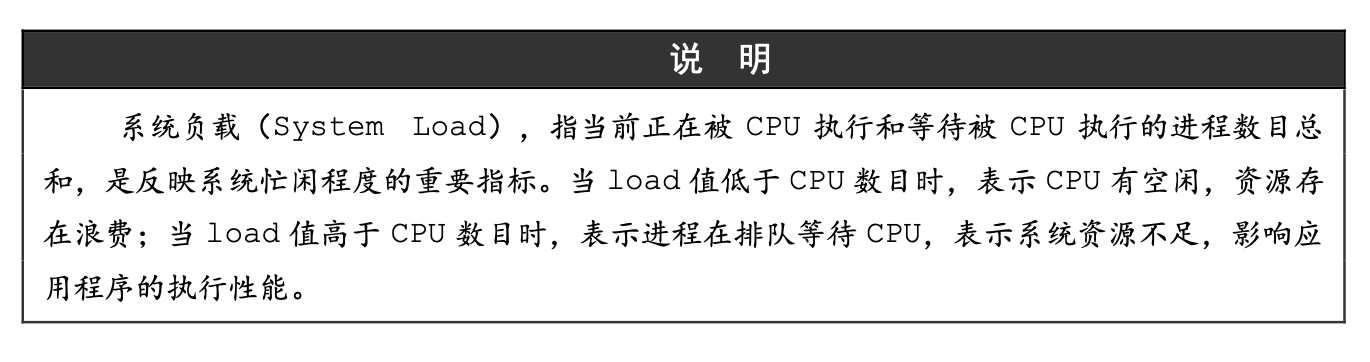 说 明
系统负载（System Load），指当前正在被 CPU 执行和等待被 CPU 执行的进程数目总
和，是反映系统忙闲程度的重要指标。当 load 值低于 CPU 数目时，表示 CPU 有空闲，资源存
在浪费；当 load 值高于 CPU 数目时，表示进程在排队等待 CPU，表示系统资源不足，影响应
用程序的执行性能。